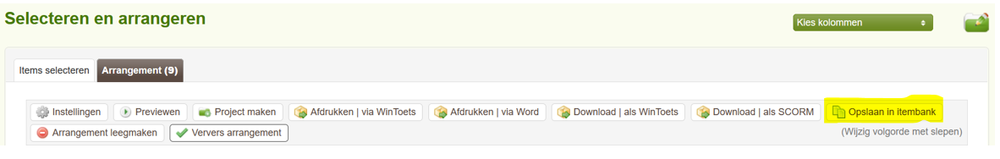 Selecteren en arrangeren
Kies kolommen
Items selecteren Arrangement (9)
Instellingen Previewen Project maken Afdrukken | via WinToets Afdrukken | via Word Download | als WinToets Download | als SCORM Opslaan in itembank
Arrangement leegmaken Ververs arrangement (Wijzig volgorde met slepen)